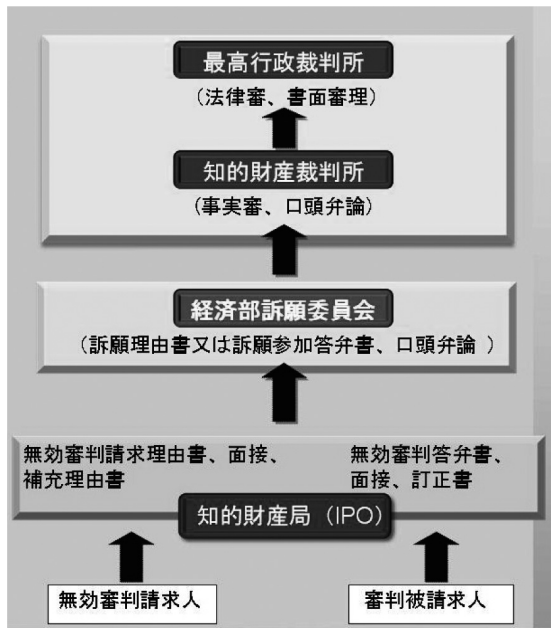 最高行政裁判所
(法律審、書面審理)
知的財産裁判所
(事実審、口頭弁論)
経済部訴願委員会
(訴願理由書又は訴願参加答弁書、口頭弁論 )
無効審判請求理由書、面接、
補充理由書
無効審判答弁書、
面接、訂正書
知的財産局 (IPO)
無効審判請求人
審判被請求人